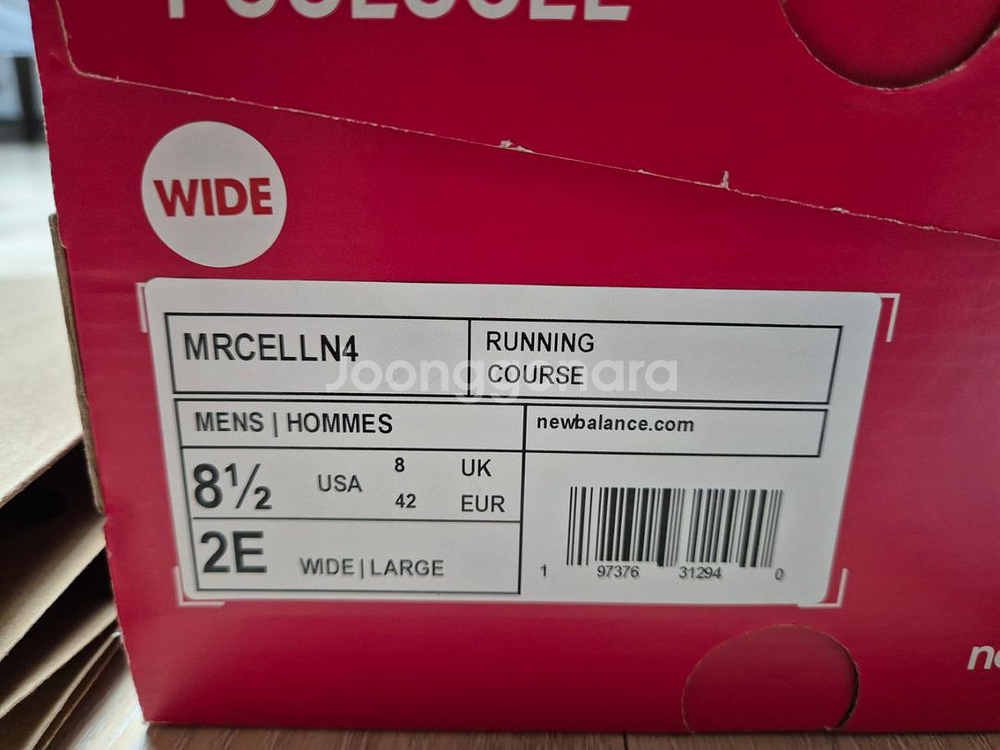 WIDE
MRCELLN4
RUNNING
COURSE
Joonggonara
MENS | HOMMES
newbalance.com
8½ USA 8 UK
42 EUR
2E WIDE | LARGE
1 97376 31294 0